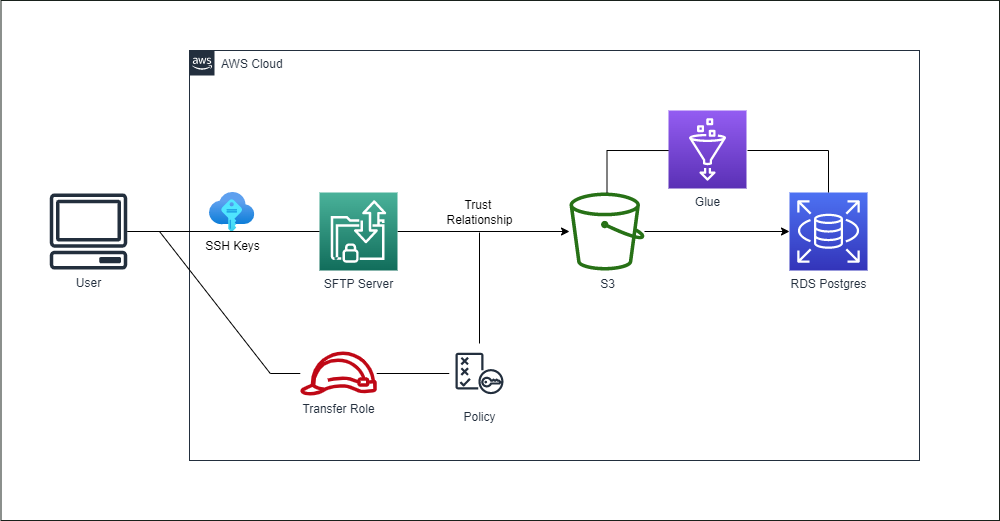 aws
AWS Cloud
Glue
Trust
Relationship
SSH Keys
User
SFTP Server
S3
RDS Postgres
Transfer Role
Policy